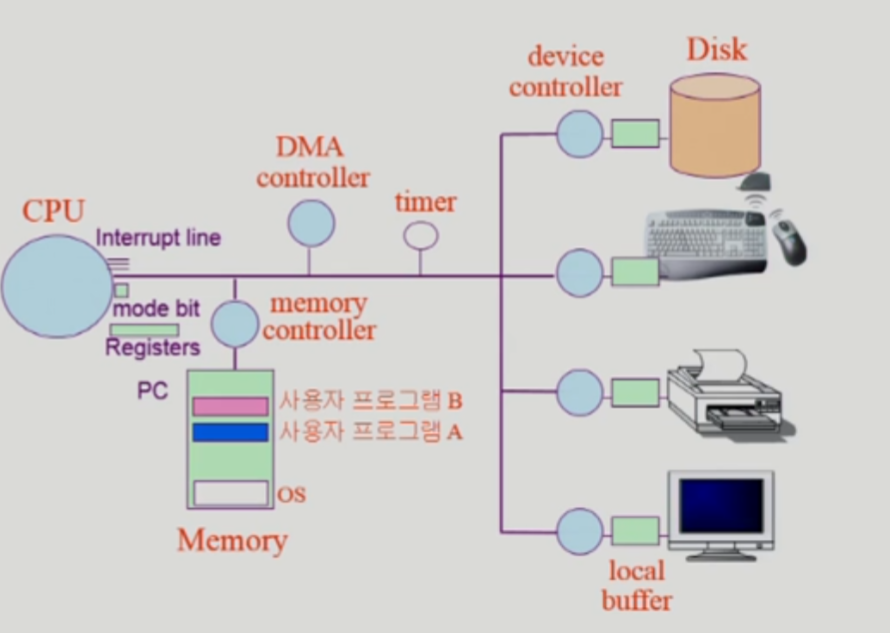 device
controller
Disk
DMA
controller
timer
CPU
Interrupt line
mode bit
Registers
memory
controller
PC
사용자 프로그램 B
사용자 프로그램 A
OS
Memory
local
buffer